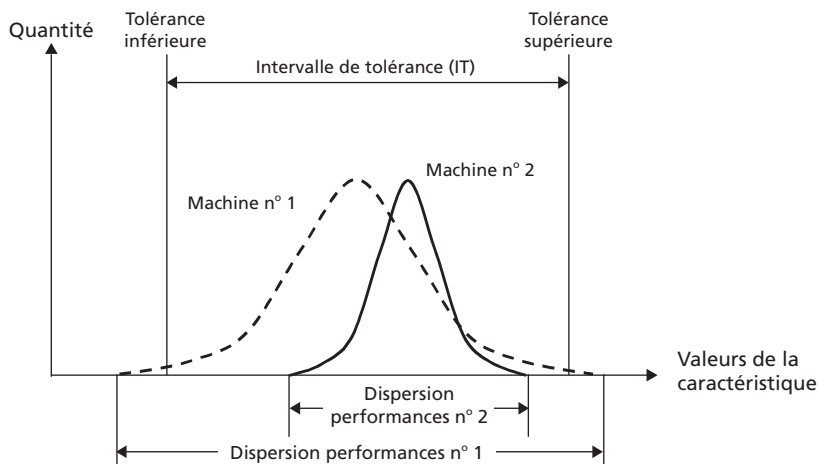 Quantité
Tolérance
inférieure
Tolérance
supérieure
Intervalle de tolérance (IT)
Machine n° 2
Machine n° 1
Valeurs de la
caractéristique
Dispersion
performances n° 2
Dispersion performances n° 1